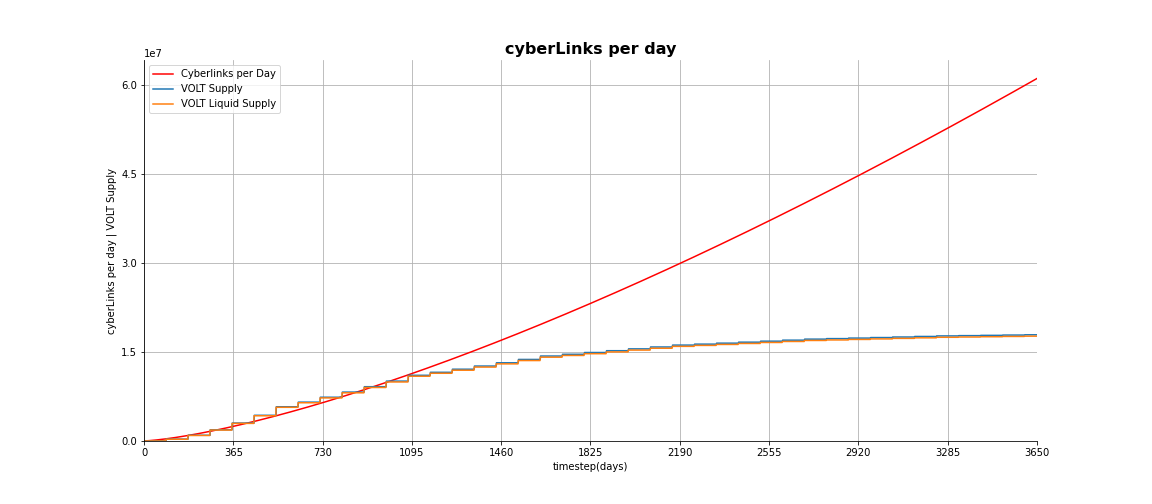 cyberLinks per day
1e7
Cyberlinks per Day
VOLT Supply
VOLT Liquid Supply
6.0
4.5
3.0
1.5
0.0
cyberLinks per day | VOLT Supply
0 365 730 1095 1460 1825 2190 2555 2920 3285 3650
timestep(days)